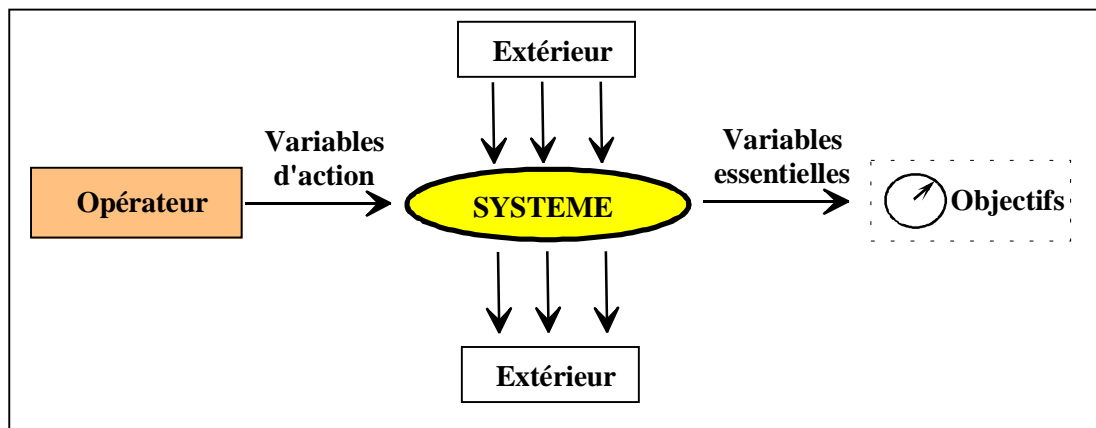 Extérieur
Variables
d'action
Variables
essentielles
Opérateur
SYSTEME
Objectifs
Extérieur